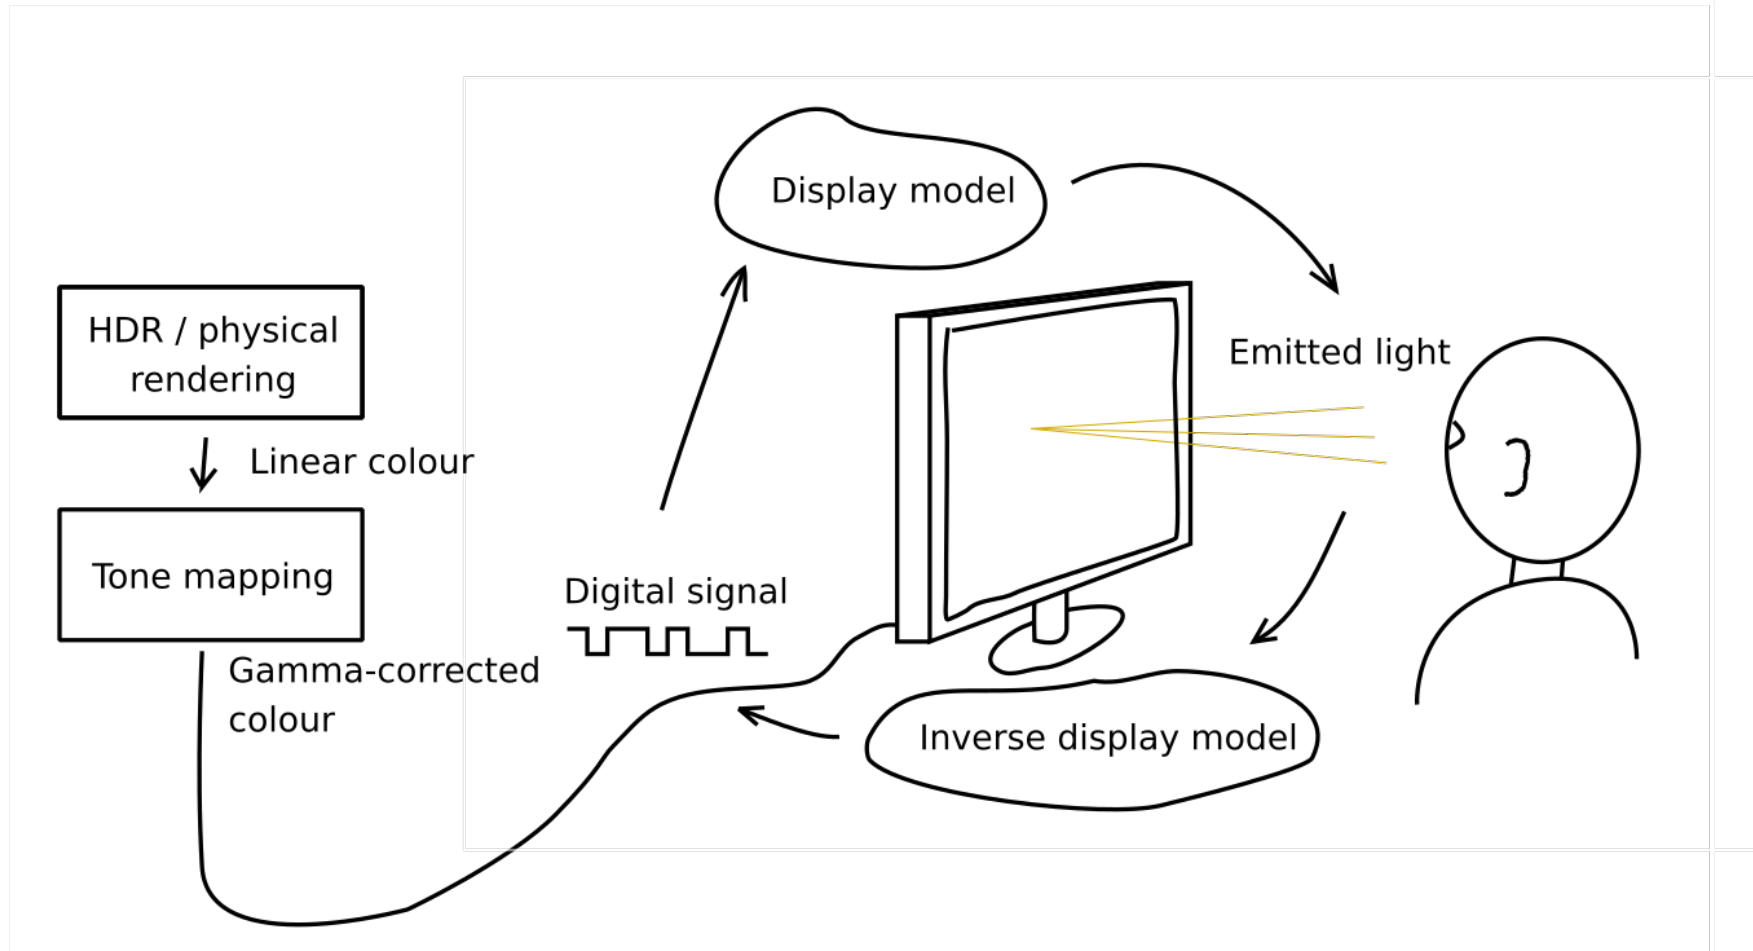 Display model
HDR / physical
rendering
Emitted light
Linear colour
Tone mapping
Digital signal
Gamma-corrected
colour
Inverse display model